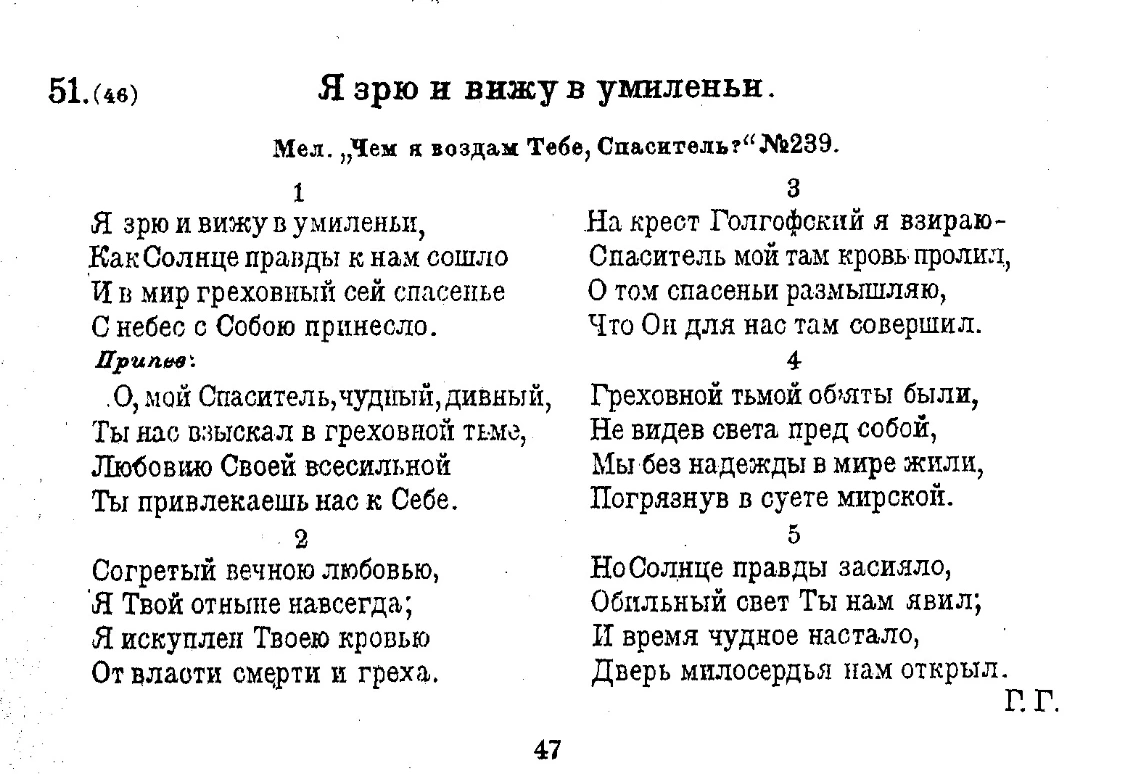 51.(46)
Я зрю и вижу в умиленьи.
Мел. „Чем я воздам Тебе, Спаситель?“ №239.
1
Я зрю и вижу в умиленьи,
Как Солнце правды к нам сошло
И в мир греховный сей спасенье
С небес с Собою принесло.
Припев:
О, мой Спаситель, чудный, дивный,
Ты нас взыскал в греховной тьме,
Любовию Своей всесильной
Ты привлекаешь нас к Себе.
2
Согретый вечною любовью,
Я Твой отныне навсегда;
Я искуплен Твоею кровью
От власти смерти и греха.
3
На крест Голгофский я взираю-
Спаситель мой там кровь пролил,
О том спасеньи размышляю,
Что Он для нас там совершил.
4
Греховной тьмой объяты были,
Не видев света пред собой,
Мы без надежды в мире жили,
Погрязнув в суете мирской.
5
Но Солнце правды засияло,
Обильный свет Ты нам явил;
И время чудное настало,
Дверь милосердья нам открыл.
Г. Г.
47